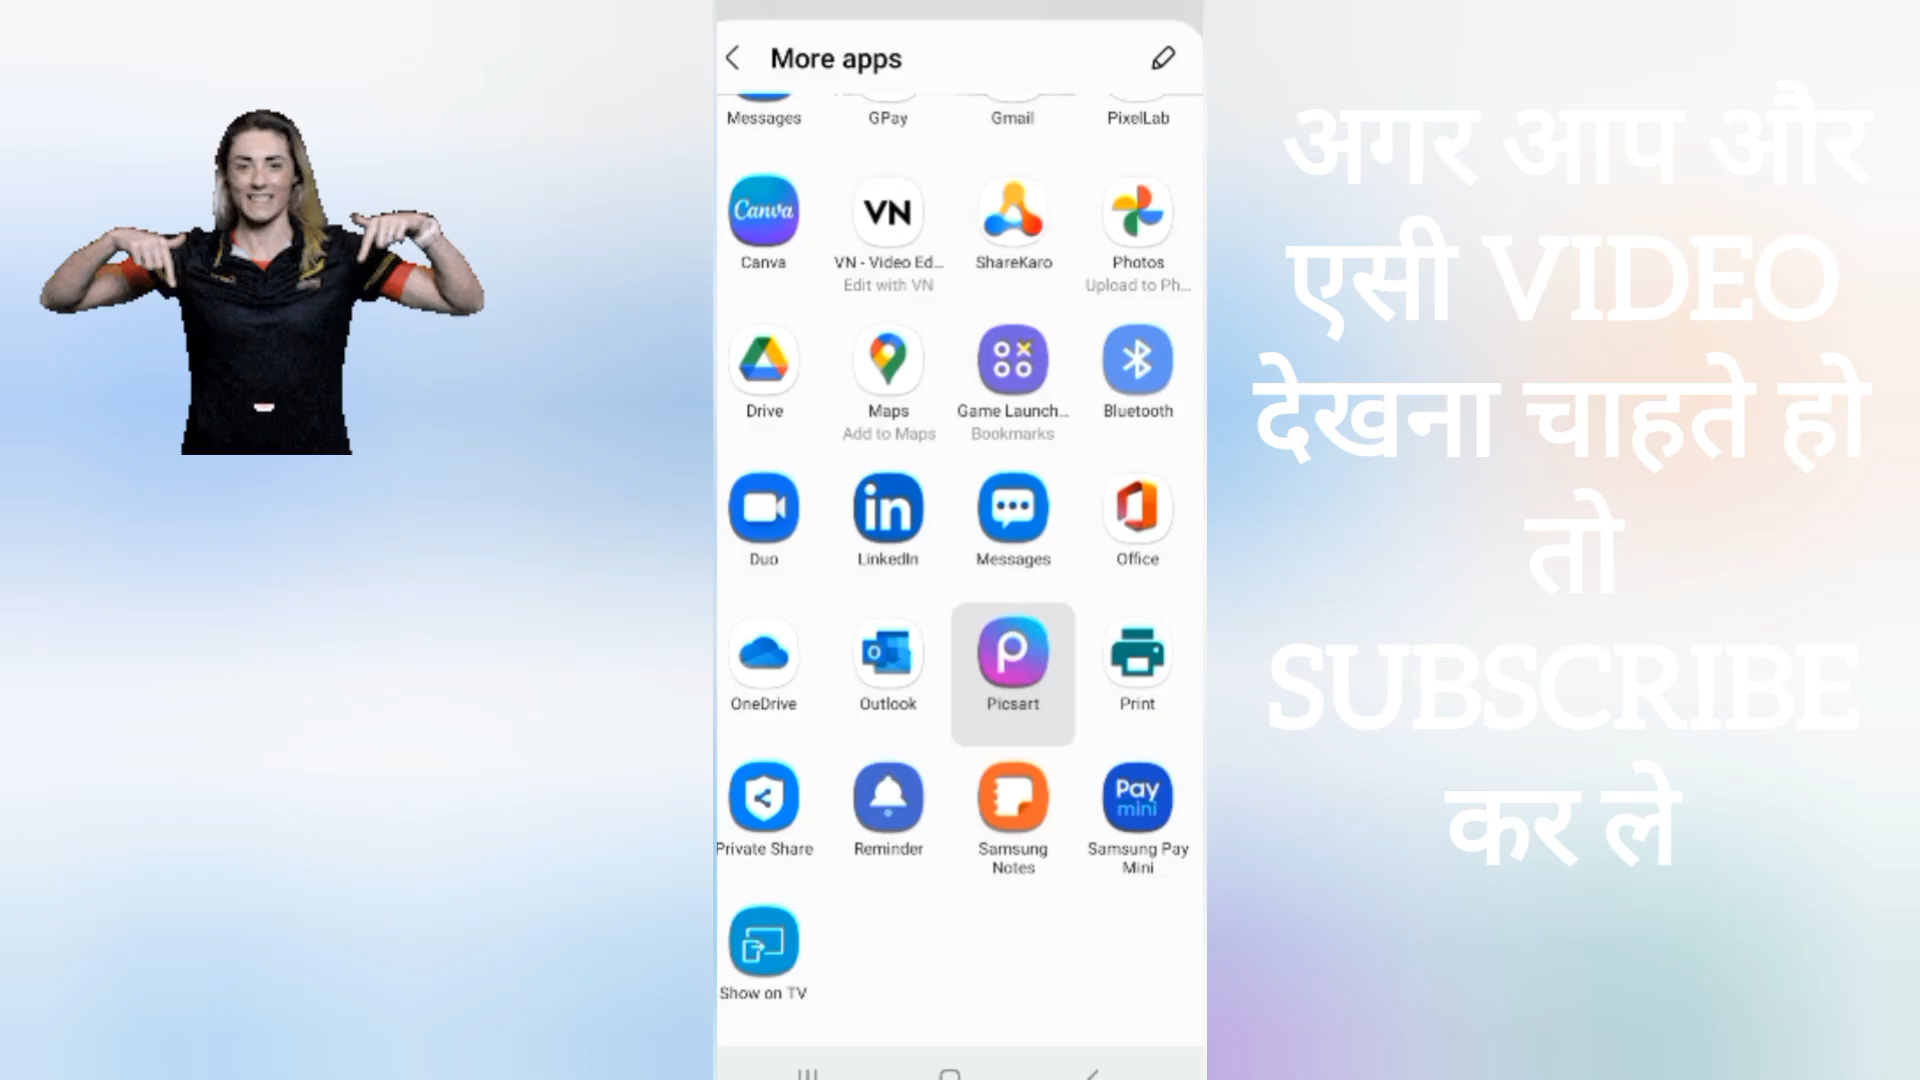 More apps
Messages GPay Gmail PixelLab
Canva VN
Canva VN - Video Ed... ShareKaro Photos
Edit with VN Upload to Ph...
Drive Maps Game Launch... Bluetooth
Add to Maps Bookmarks
in
Duo LinkedIn Messages Office
OneDrive Outlook Picsart Print
Pay
mini
Private Share Reminder Samsung Samsung Pay
Notes Mini
Show on TV
अगर आप और
एसी VIDEO
देखना चाहते हो
तो
SUBSCRIBE
कर ले